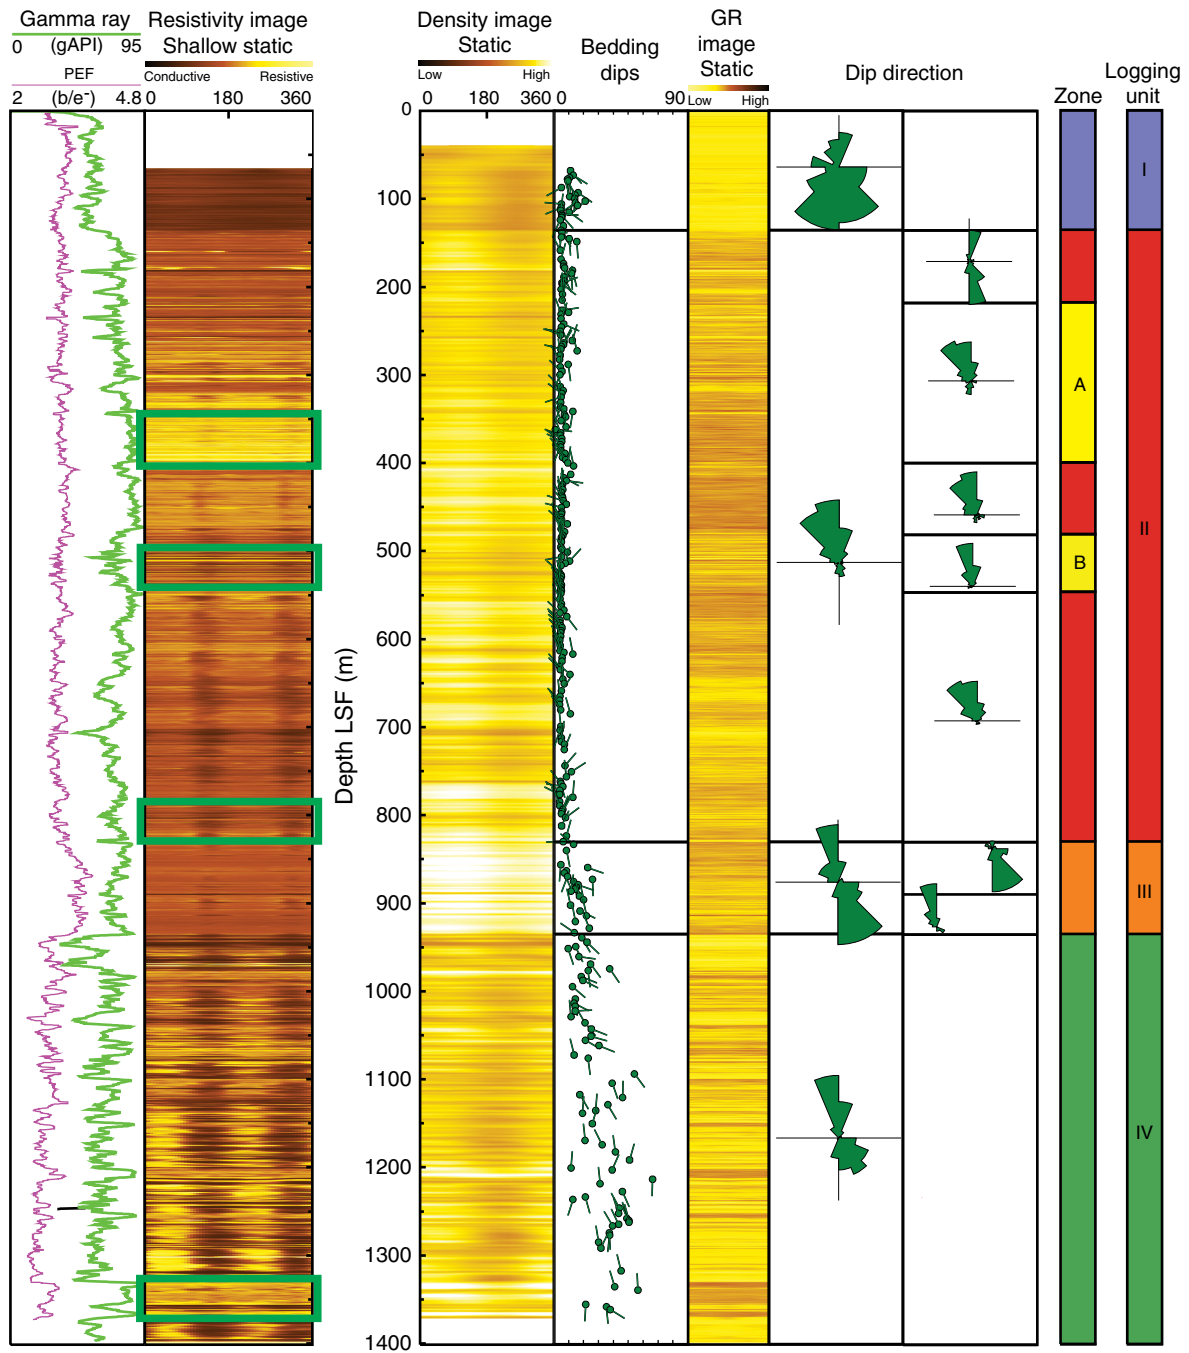 Gamma ray
0 (gAPI) 95
PEF
2 (b/e-) 4.8
Resistivity image
Shallow static
Conductive Resistive
0 180 360
Density image
Static
Low High
0 180 360
Bedding
dips
0 90
GR
image
Static
Low High
Dip direction
Zone
Logging
unit
Depth LSF (m)
0
100
200
300
400
500
600
700
800
900
1000
1100
1200
1300
1400
A
B
I
II
III
IV